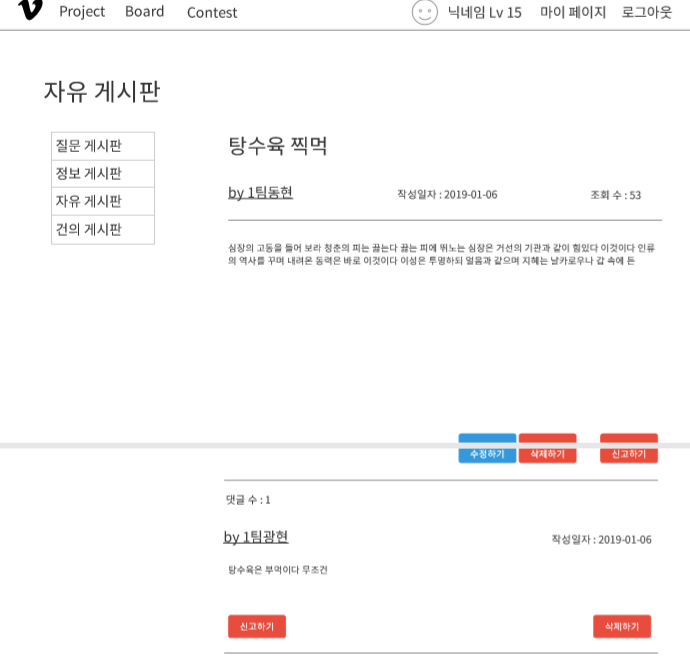 Project Board Contest 닉네임 Lv 15 마이 페이지 로그아웃
자유 게시판
질문 게시판
정보 게시판
자유 게시판
건의 게시판
탕수육 찍먹
by 1팀동현 작성일자 : 2019-01-06 조회 수 : 53
심장의 고동을 들어 보라 청춘의 피는 끓는다 끓는 피에 뛰노는 심장은 거선의 기관과 같이 힘있다 이것이다 인류
의 역사를 꾸며 내려온 동력은 바로 이것이다 이성은 투명하되 얼음과 같으며 지혜는 날카로우나 갑 속에 든
수정하기 삭제하기 신고하기
댓글 수 : 1
by 1팀광현 작성일자 : 2019-01-06
탕수육은 부먹이다 무조건
신고하기 삭제하기